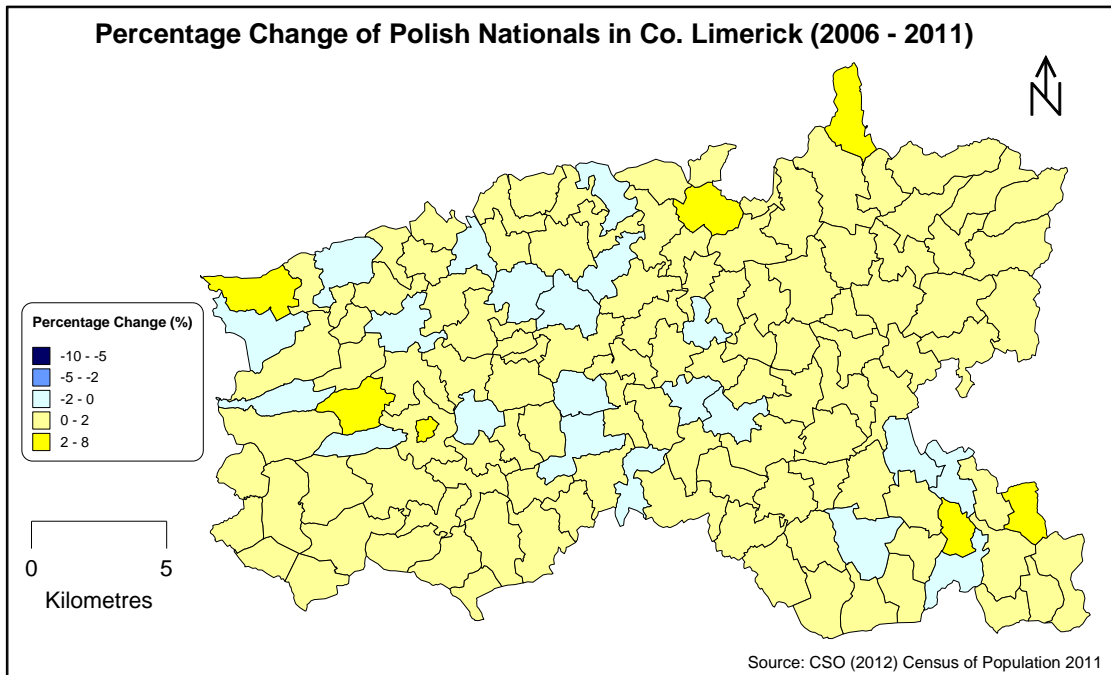 Percentage Change of Polish Nationals in Co. Limerick (2006 - 2011)
N
Percentage Change (%)
-10 - -5
-5 - -2
-2 - 0
0 - 2
2 - 8
0 5
Kilometres
Source: CSO (2012) Census of Population 2011